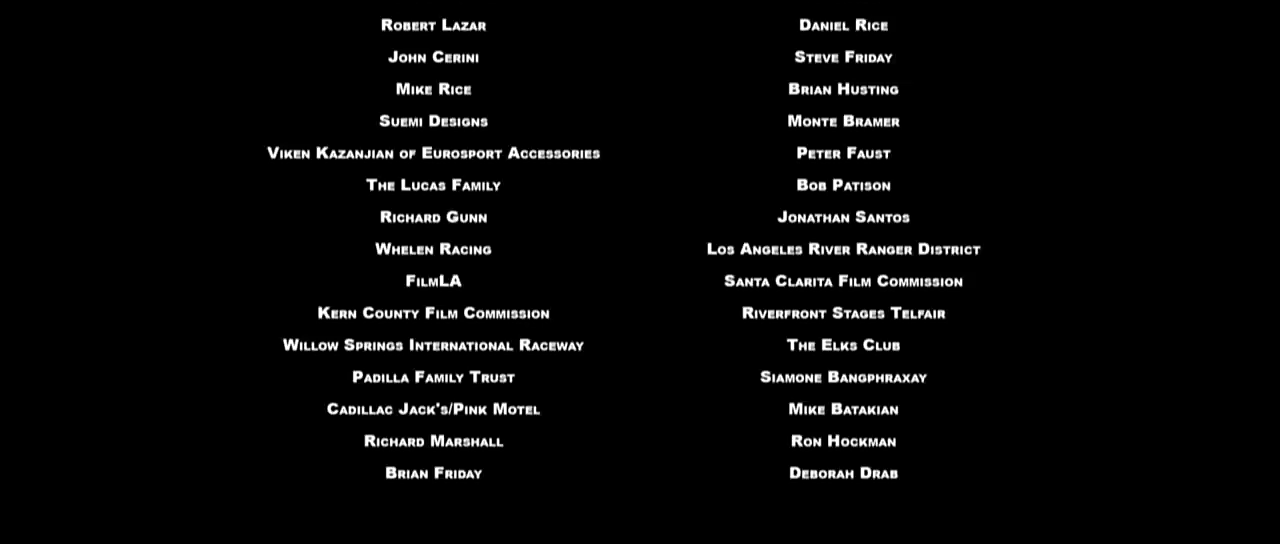 Robert Lazar
John Cerini
Mike Rice
Suemi Designs
Viken Kazanjian of Eurosport Accessories
The Lucas Family
Richard Gunn
Whelen Racing
FilmLA
Kern County Film Commission
Willow Springs International Raceway
Padilla Family Trust
Cadillac Jack's/Pink Motel
Richard Marshall
Brian Friday
Daniel Rice
Steve Friday
Brian Husting
Monte Bramer
Peter Faust
Bob Patison
Jonathan Santos
Los Angeles River Ranger District
Santa Clarita Film Commission
Riverfront Stages Telfair
The Elks Club
Siamone Bangphraxay
Mike Batakian
Ron Hockman
Deborah Drab